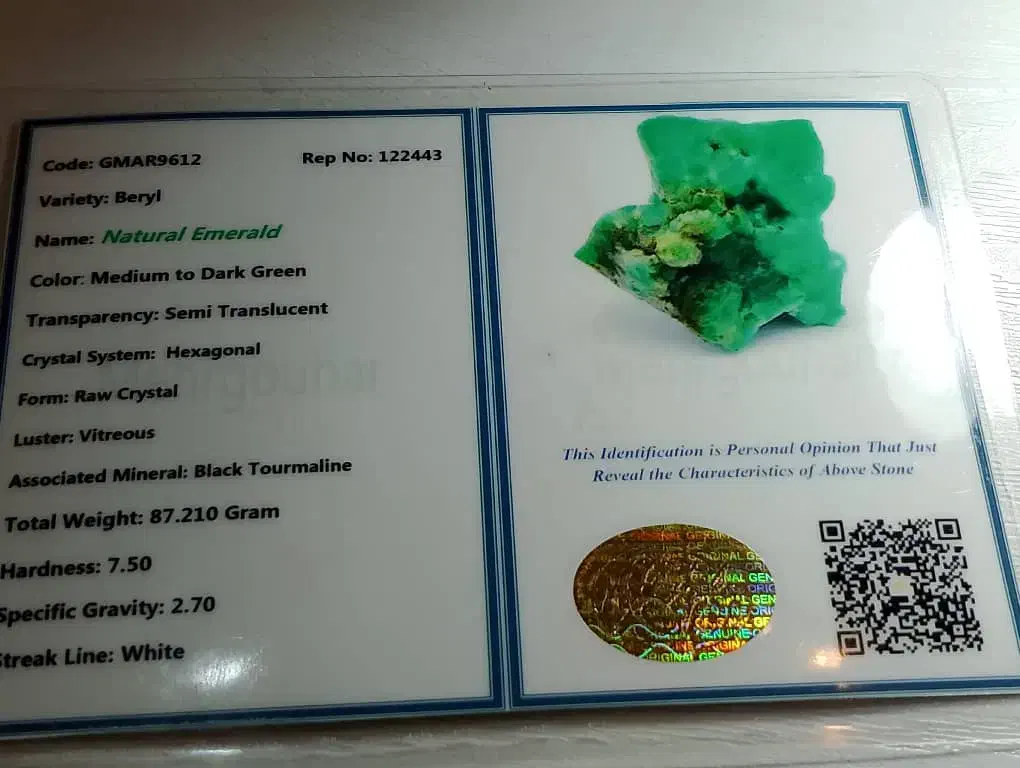 Code: GMAR9612 Rep No: 122443
Variety: Beryl
Name: Natural Emerald
Color: Medium to Dark Green
Transparency: Semi Translucent
Crystal System: Hexagonal
Form: Raw Crystal
Luster: Vitreous
Associated Mineral: Black Tourmaline
Total Weight: 87.210 Gram
Hardness: 7.50
Specific Gravity: 2.70
Streak Line: White
This Identification is Personal Opinion That Just
Reveal the Characteristics of Above Stone